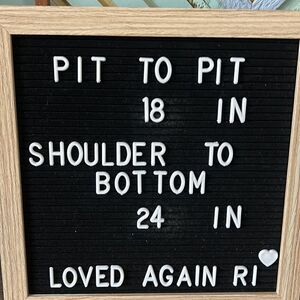 PIT TO PIT
18 IN
SHOULDER TO
BOTTOM
24 IN
LOVED AGAIN RI